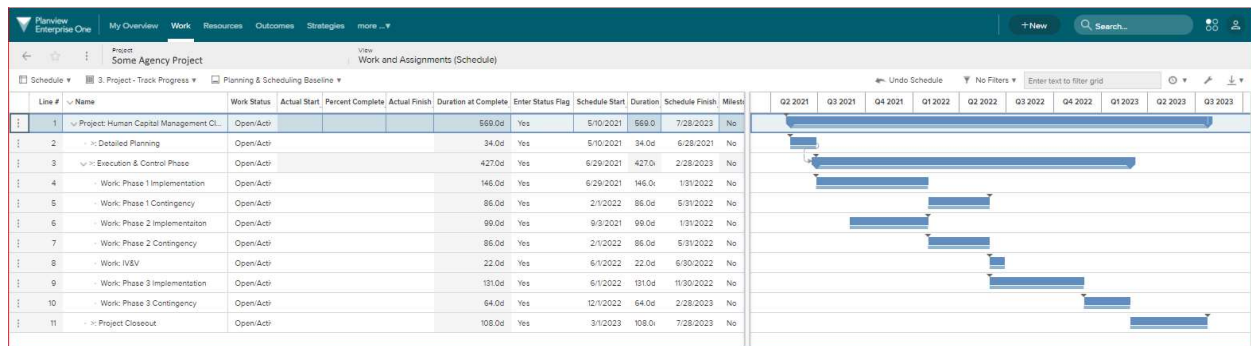 Planview
Enterprise One
My Overview Work Resources Outcomes Strategies more ...▾ +New Search...
Project
Some Agency Project
View
Work and Assignments (Schedule)
Schedule ▾ 3. Project - Track Progress ▾ Planning & Scheduling Baseline ▾ Undo Schedule No Filters ▾ Enter text to filter grid
Line # Name Work Status Actual Start Percent Complete Actual Finish Duration at Complete Enter Status Flag Schedule Start Duration Schedule Finish Milest Q2 2021 Q3 2021 Q4 2021 Q1 2022 Q2 2022 Q3 2022 Q4 2022 Q1 2023 Q2 2023 Q3 2023
1 Project: Human Capital Management Cl... Open/Acti 569.0d Yes 5/10/2021 569.0 7/28/2023 No
2 Detailed Planning Open/Acti 34.0d Yes 5/10/2021 34.0d 6/28/2021 No
3 Execution & Control Phase Open/Acti 427.0d Yes 6/29/2021 427.0 2/28/2023 No
4 Work: Phase 1 Implementation Open/Acti 146.0d Yes 6/29/2021 146.0 1/31/2022 No
5 Work: Phase 1 Contingency Open/Acti 86.0d Yes 2/1/2022 86.0d 5/31/2022 No
6 Work: Phase 2 Implementaiton Open/Acti 99.0d Yes 9/3/2021 99.0d 1/31/2022 No
7 Work: Phase 2 Contingency Open/Acti 86.0d Yes 2/1/2022 86.0d 5/31/2022 No
8 Work: IV&V Open/Acti 22.0d Yes 6/1/2022 22.0d 6/30/2022 No
9 Work: Phase 3 Implementation Open/Acti 131.0d Yes 6/1/2022 131.0d 11/30/2022 No
10 Work: Phase 3 Contingency Open/Acti 64.0d Yes 12/1/2022 64.0d 2/28/2023 No
11 Project Closeout Open/Acti 108.0d Yes 3/1/2023 108.0 7/28/2023 No